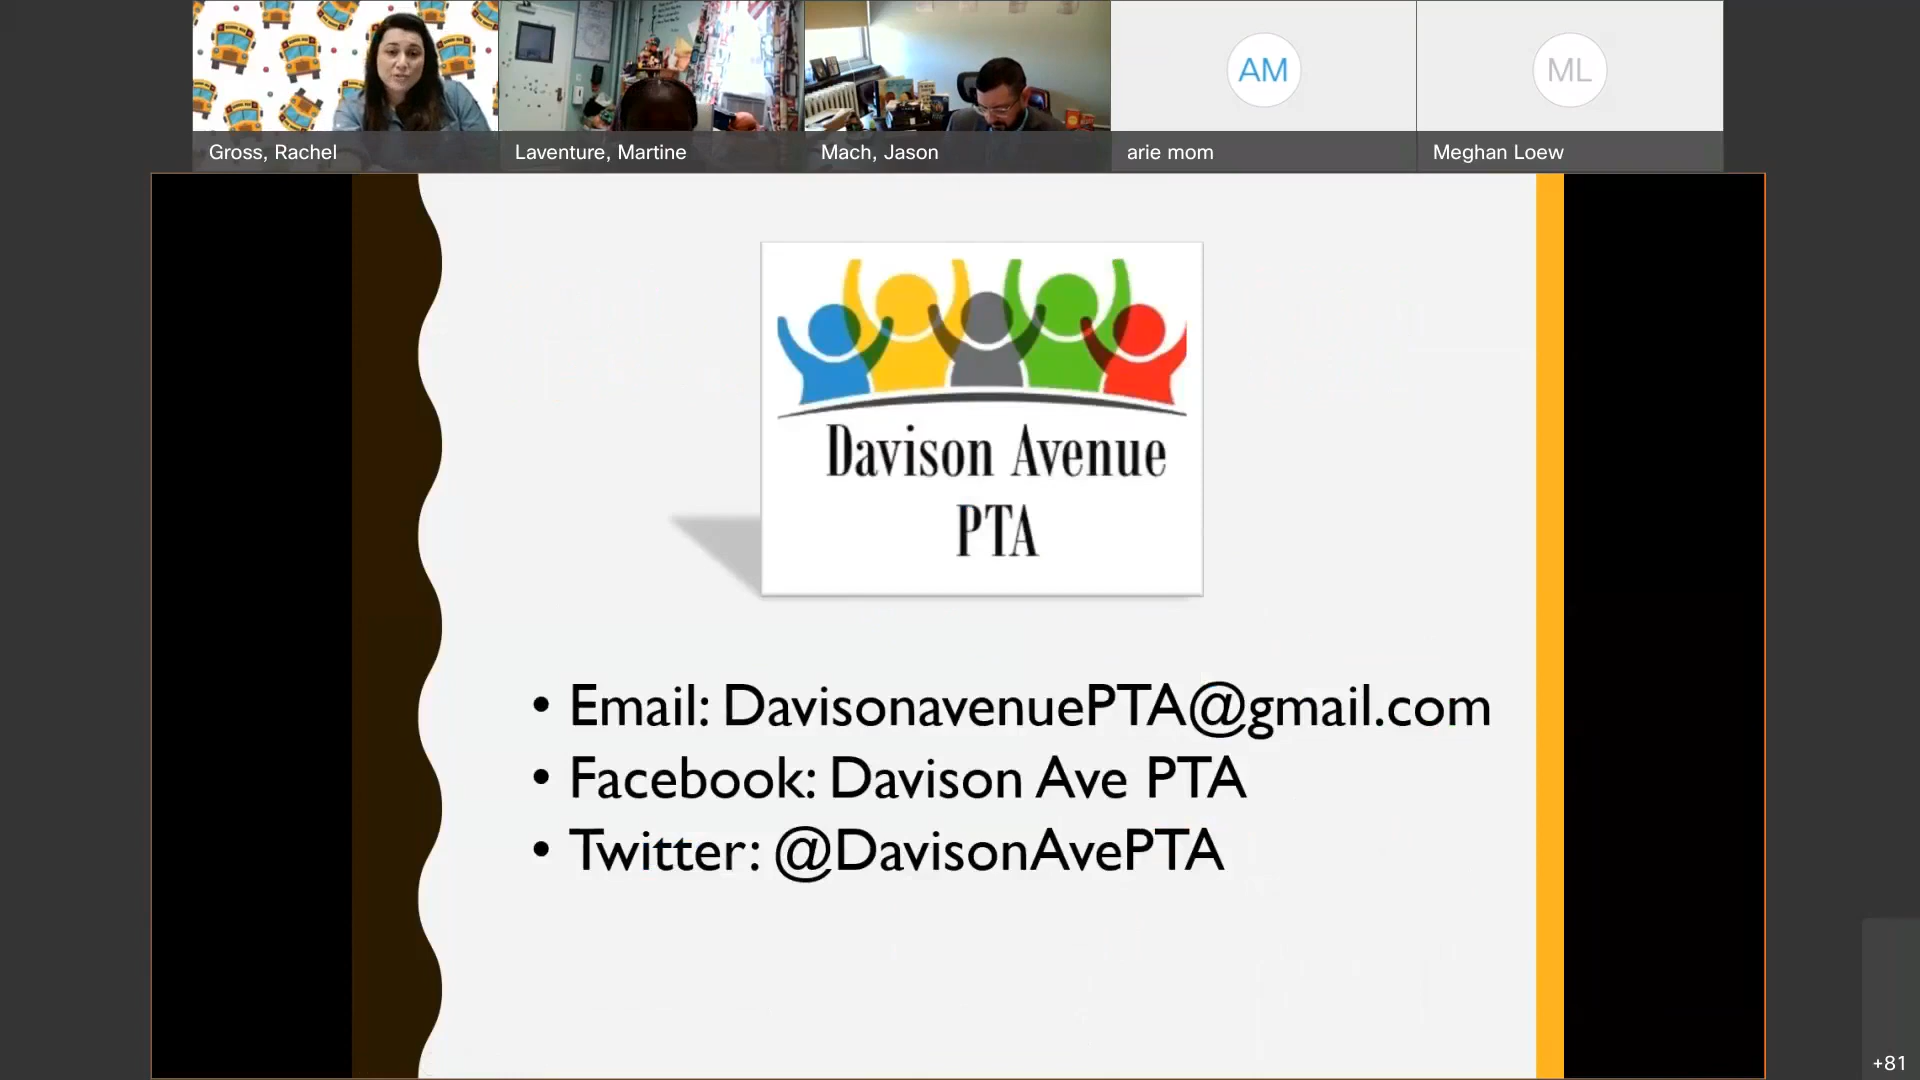 Gross, Rachel
Laventure, Martine
Mach, Jason
AM
arie mom
ML
Meghan Loew
Davison Avenue
PTA
• Email: DavisonavenuePTA@gmail.com
• Facebook: Davison Ave PTA
• Twitter: @DavisonAvePTA
+81